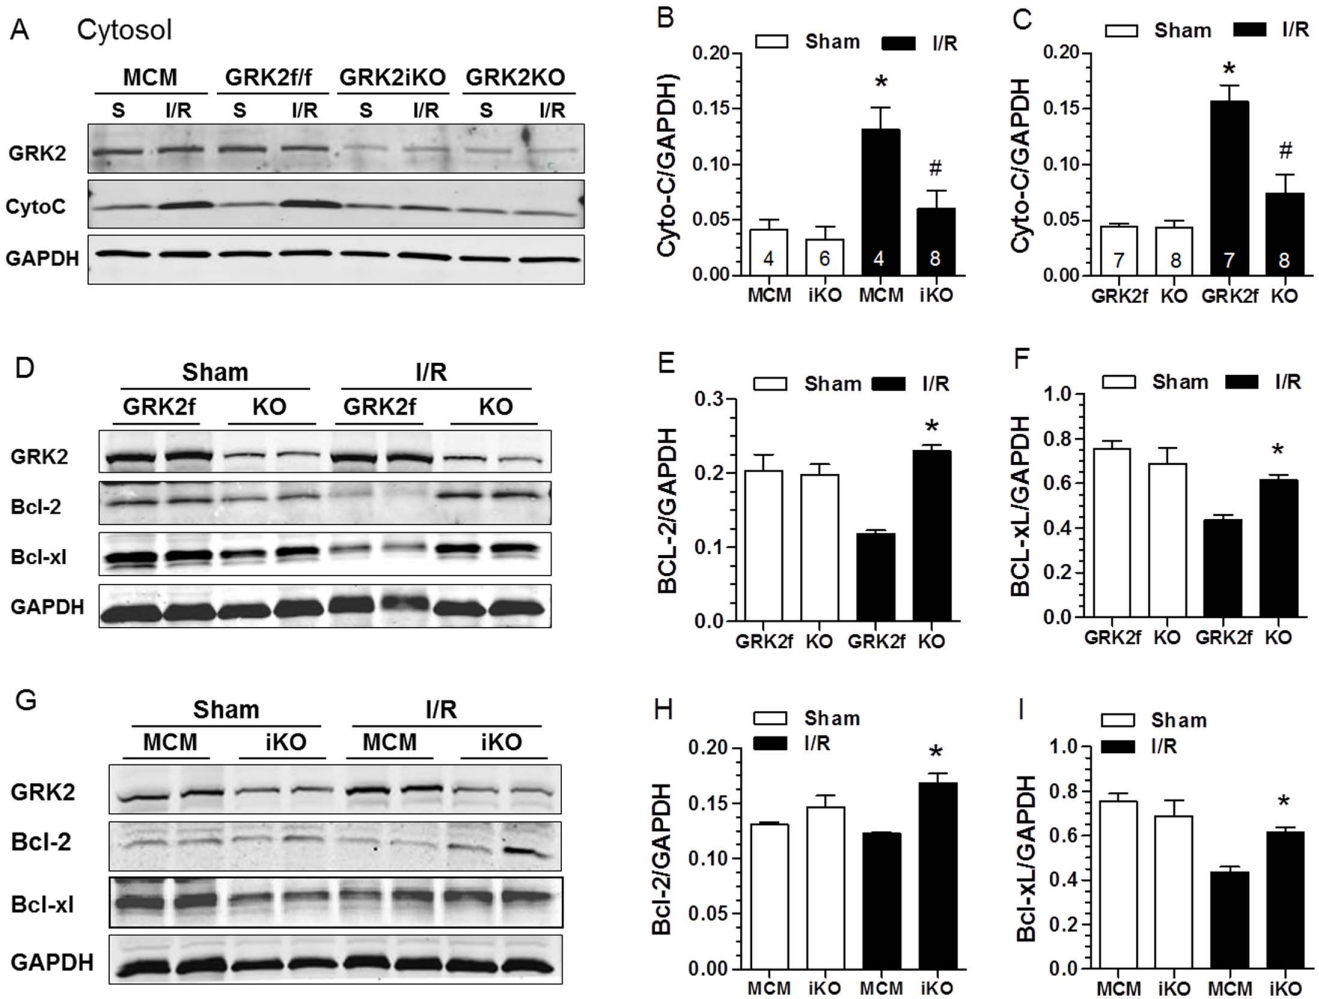 A Cytosol
MCM GRK2f/f GRK2iKO GRK2KO
S I/R S I/R S I/R S I/R
GRK2
CytoC
GAPDH
B
Sham I/R
Cyto-C/GAPDH)
0.20
0.15
0.10
0.05
0.00
*
#
4 6 4 8
MCM iKO MCM iKO
C
Sham I/R
Cyto-C/GAPDH
0.20
0.15
0.10
0.05
0.00
*
#
7 8 7 8
GRK2f KO GRK2f KO
D
Sham I/R
GRK2f KO GRK2f KO
GRK2
Bcl-2
Bcl-xl
GAPDH
E
Sham I/R
BCL-2/GAPDH
0.3
0.2
0.1
0.0
*
GRK2f KO GRK2f KO
F
Sham I/R
BCL-xL/GAPDH
1.0
0.8
0.6
0.4
0.2
0.0
*
GRK2f KO GRK2f KO
G
Sham I/R
MCM iKO MCM iKO
GRK2
Bcl-2
Bcl-xl
GAPDH
H
Sham
I/R
Bcl-2/GAPDH
0.20
0.15
0.10
0.05
0.00
*
MCM iKO MCM iKO
I
Sham
I/R
Bcl-xL/GAPDH
1.0
0.8
0.6
0.4
0.2
0.0
*
MCM iKO MCM iKO